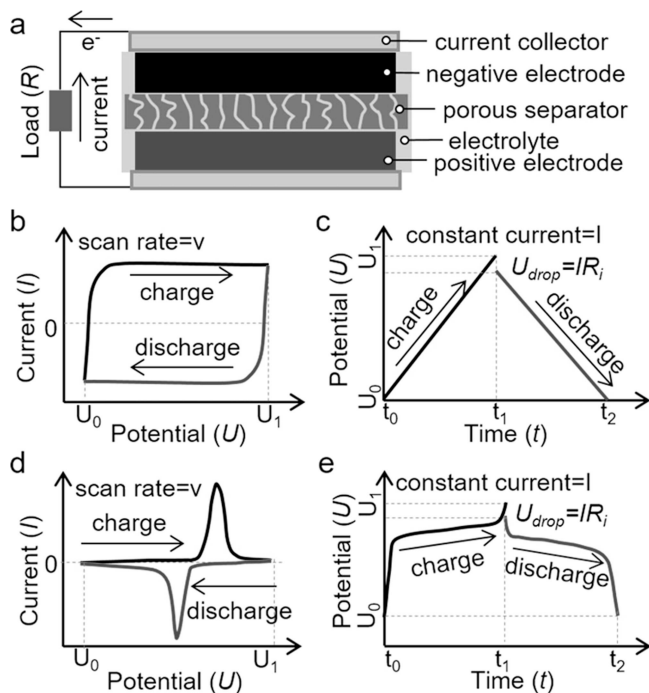 a
e-
Load (R)
current
current collector
negative electrode
porous separator
electrolyte
positive electrode
b
scan rate=v
charge
discharge
Current (I)
0
U0
U1
Potential (U)
c
constant current=I
Udrop=IRi
charge
discharge
Potential (U)
U1
U0
t0
t1
t2
Time (t)
d
scan rate=v
charge
discharge
Current (I)
0
U0
U1
Potential (U)
e
constant current=I
Udrop=IRi
charge
discharge
Potential (U)
U1
U0
t0
t1
t2
Time (t)